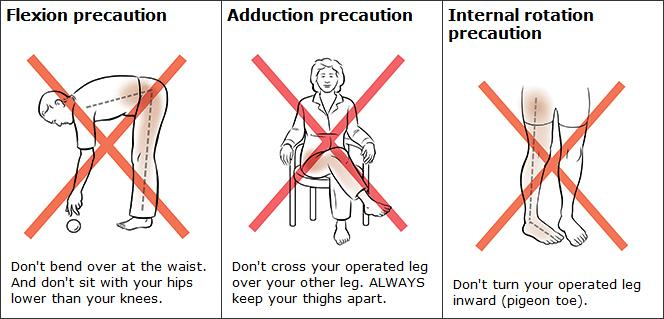 Flexion precaution
Don't bend over at the waist.
And don't sit with your hips
lower than your knees.
Adduction precaution
Don't cross your operated leg
over your other leg. ALWAYS
keep your thighs apart.
Internal rotation
precaution
Don't turn your operated leg
inward (pigeon toe).